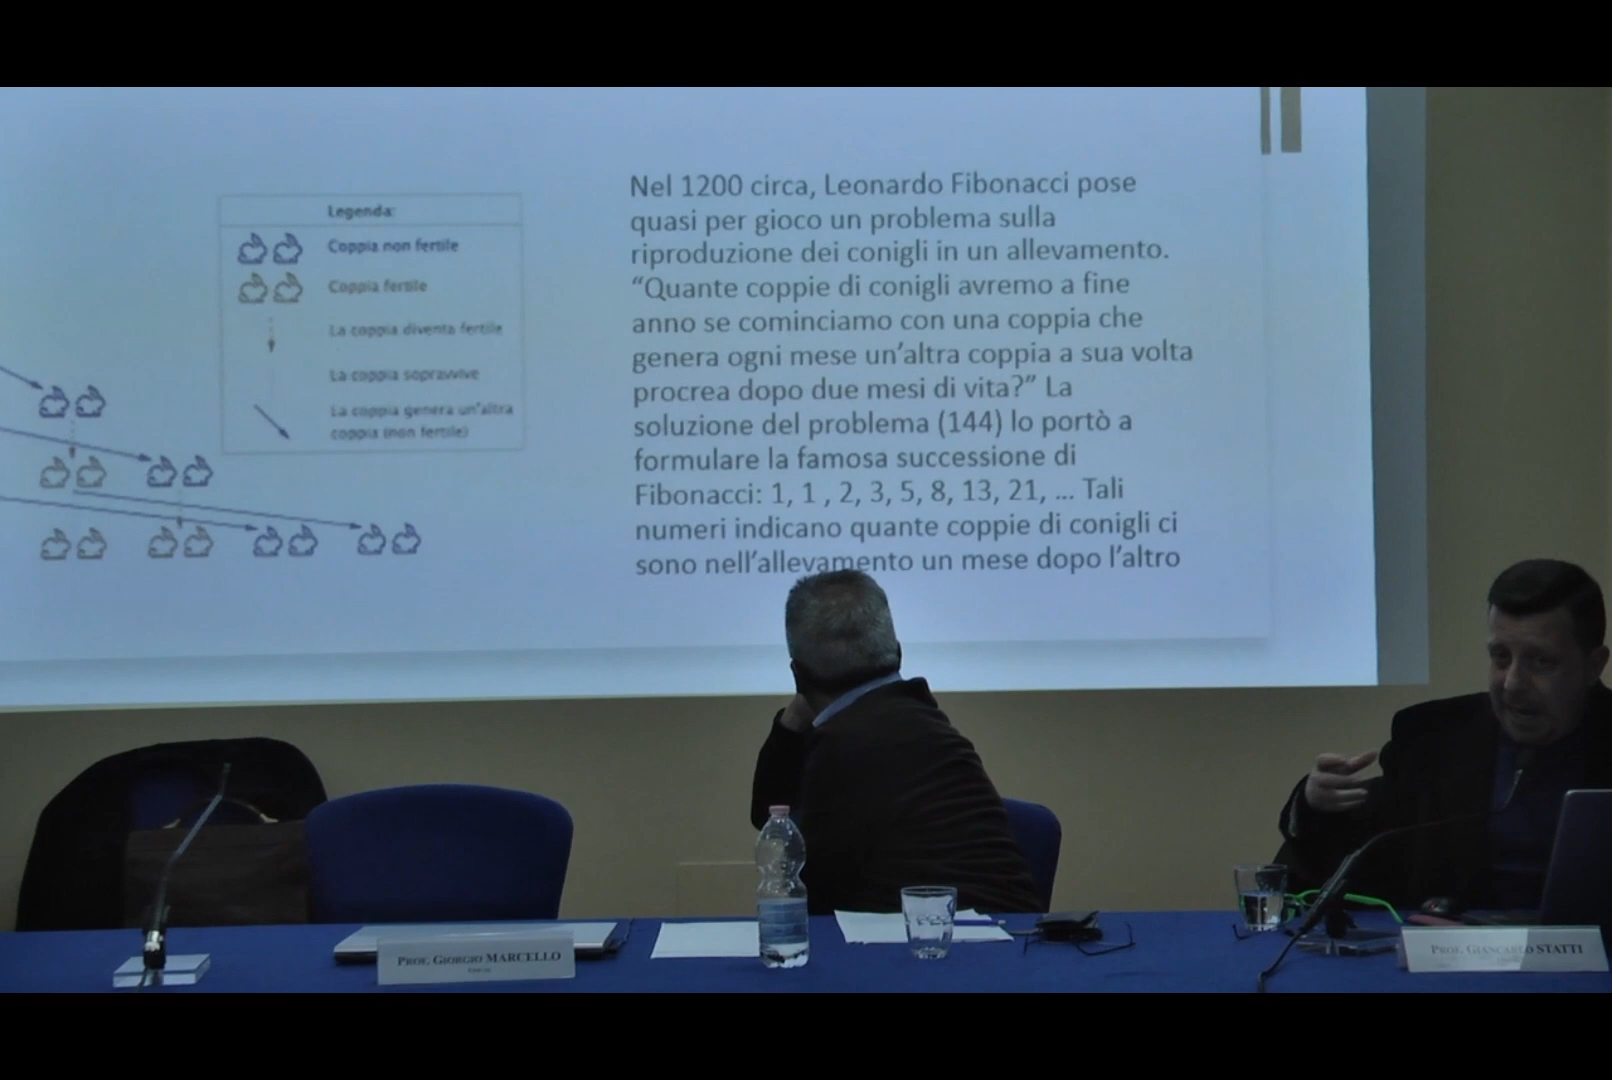 Legenda:
Coppia non fertile
Coppia fertile
La coppia diventa fertile
La coppia sopravvive
La coppia genera un'altra
coppia (non fertile)
Nel 1200 circa, Leonardo Fibonacci pose
quasi per gioco un problema sulla
riproduzione dei conigli in un allevamento.
“Quante coppie di conigli avremo a fine
anno se cominciamo con una coppia che
genera ogni mese un’altra coppia a sua volta
procrea dopo due mesi di vita?” La
soluzione del problema (144) lo portò a
formulare la famosa successione di
Fibonacci: 1, 1 , 2, 3, 5, 8, 13, 21, ... Tali
numeri indicano quante coppie di conigli ci
sono nell’allevamento un mese dopo l’altro
PROF. GIORGIO MARCELLO
PROF. GIANCARLO STATTI